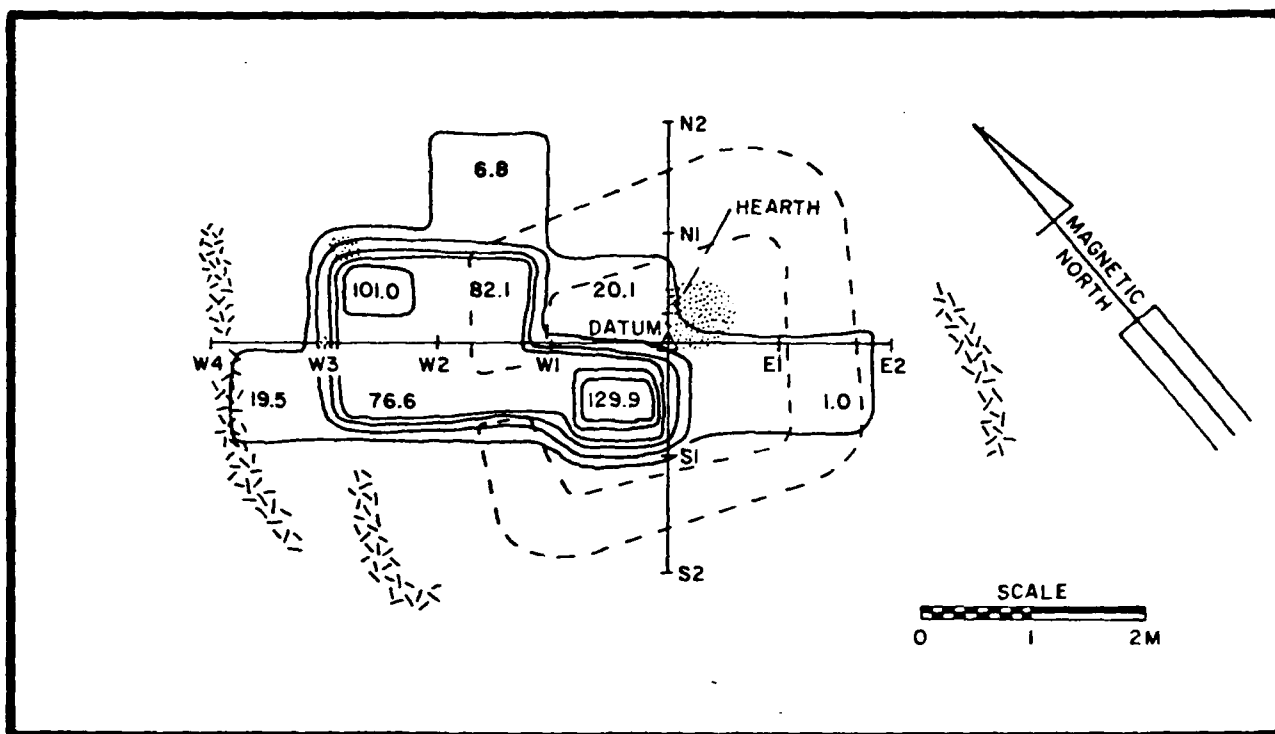 N2
6.8
HEARTH
N1
MAGNETIC
NORTH
101.0
82.1
20.1
DATUM
W4
W3
W2
W1
E1
E2
19.5
76.6
129.9
1.0
S1
S2
SCALE
0 1 2M